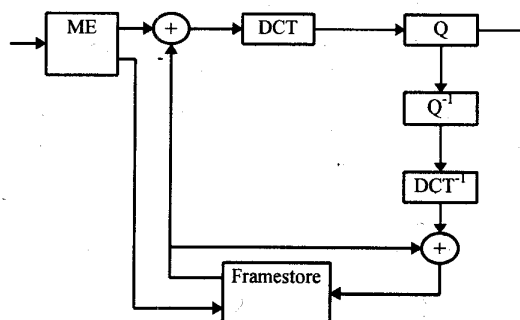 ME
+
DCT
Q
Q⁻¹
DCT⁻¹
+
Framestore